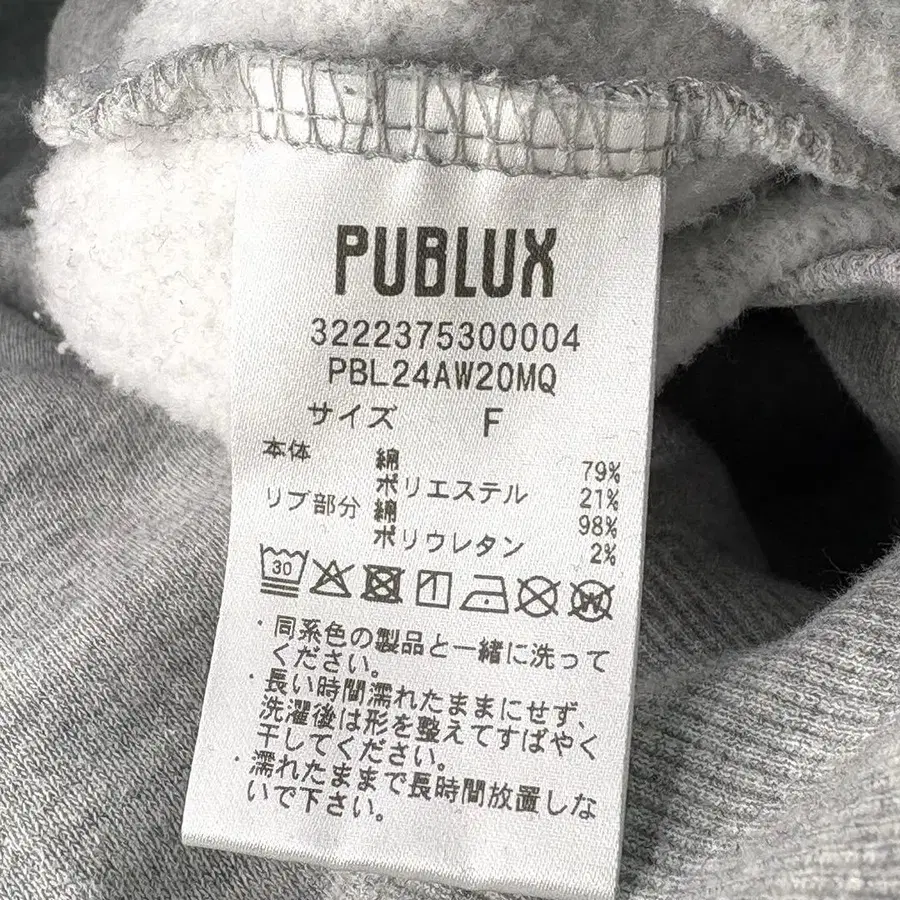 PUBLUX
3222375300004
PBL24AW20MQ
サイズ F
本体 綿 79%
ポリエステル 21%
リブ部分 綿 98%
ポリウレタン 2%
30
・同系色の製品と一緒に洗って
ください。
・長い時間濡れたままにせず、
洗濯後は形を整えてすばやく
干してください。
・濡れたままで長時間放置しな
いで下さい。